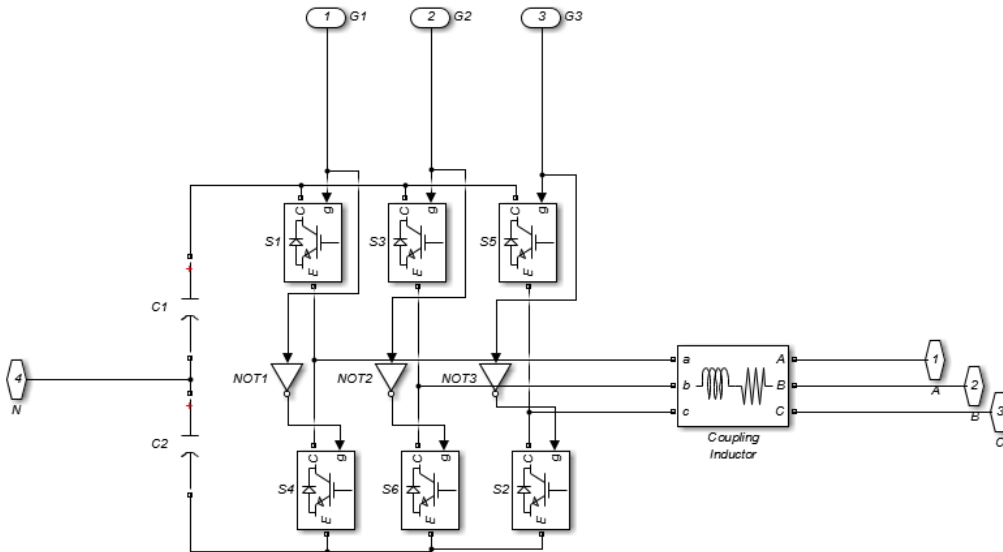 1 G1 2 G2 3 G3
C g C g C g
S1 S3 S5
E E E
+
C1
4
N
NOT1 NOT2 NOT3
a A 1
A
b B 2
B
c C 3
C
Coupling
Inductor
+
C2
C g C g C g
S4 S6 S2
E E E